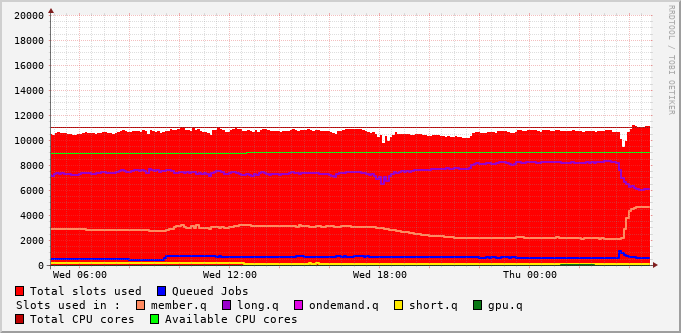 20000
18000
16000
14000
12000
10000
8000
6000
4000
2000
0
Wed 06:00 Wed 12:00 Wed 18:00 Thu 00:00
RRDTOOL / TOBI OETIKER
Total slots used Queued Jobs
Slots used in : member.q long.q ondemand.q short.q gpu.q
Total CPU cores Available CPU cores